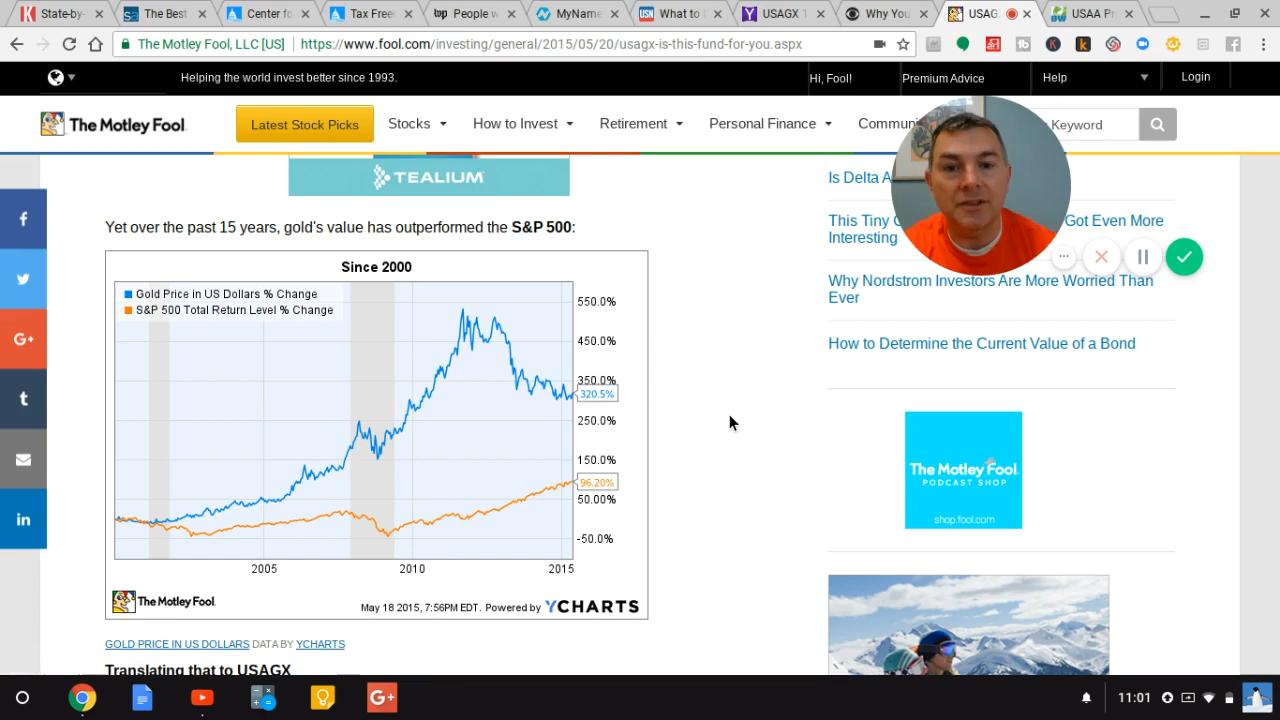 State-by-
The Best
Center fo
Tax Free
People w
MyName
What to I
USAGX 1
Why You
USAG
USAA Pr
The Motley Fool, LLC [US] https://www.fool.com/investing/general/2015/05/20/usagx-is-this-fund-for-you.aspx
Helping the world invest better since 1993.
Hi, Fool!
Premium Advice
Help
Login
The Motley Fool.
Latest Stock Picks
Stocks
How to Invest
Retirement
Personal Finance
Communi
Keyword
TEALIUM
Is Delta A
Yet over the past 15 years, gold's value has outperformed the S&P 500:
This Tiny
Got Even More
Interesting
Since 2000
Gold Price in US Dollars % Change
S&P 500 Total Return Level % Change
550.0%
450.0%
350.0%
320.5%
250.0%
150.0%
96.20%
50.00%
-50.0%
2005
2010
2015
The Motley Fool.
May 18 2015, 7:56PM EDT. Powered by YCHARTS
Why Nordstrom Investors Are More Worried Than
Ever
How to Determine the Current Value of a Bond
The Motley Fool.
PODCAST SHOP
shop.fool.com
GOLD PRICE IN US DOLLARS DATA BY YCHARTS
Translating that to USAGX
11:01